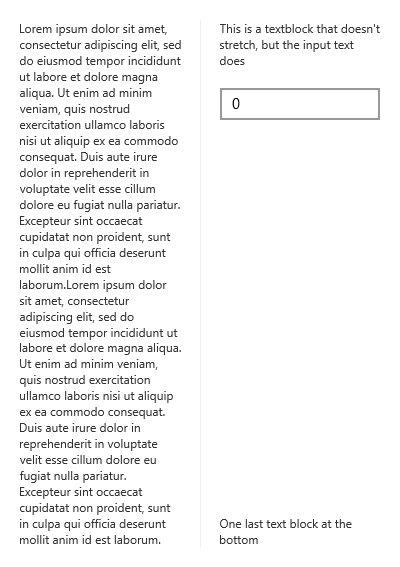 Lorem ipsum dolor sit amet,
consectetur adipiscing elit, sed
do eiusmod tempor incididunt
ut labore et dolore magna
aliqua. Ut enim ad minim
veniam, quis nostrud
exercitation ullamco laboris
nisi ut aliquip ex ea commodo
consequat. Duis aute irure
dolor in reprehenderit in
voluptate velit esse cillum
dolore eu fugiat nulla pariatur.
Excepteur sint occaecat
cupidatat non proident, sunt
in culpa qui officia deserunt
mollit anim id est
laborum.Lorem ipsum dolor
sit amet, consectetur
adipiscing elit, sed do
eiusmod tempor incididunt ut
labore et dolore magna aliqua.
Ut enim ad minim veniam,
quis nostrud exercitation
ullamco laboris nisi ut aliquip
ex ea commodo consequat.
Duis aute irure dolor in
reprehenderit in voluptate
velit esse cillum dolore eu
fugiat nulla pariatur.
Excepteur sint occaecat
cupidatat non proident, sunt
in culpa qui officia deserunt
mollit anim id est laborum.
This is a textblock that doesn't
stretch, but the input text
does
0
One last text block at the
bottom